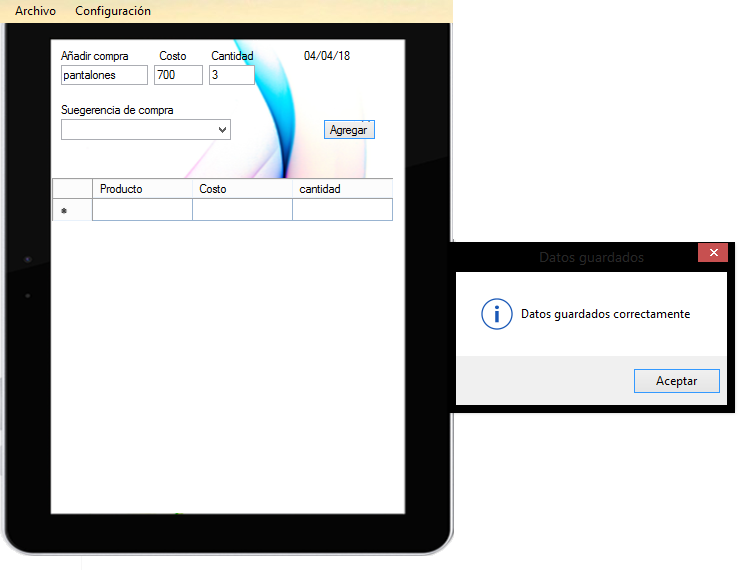 Archivo Configuración
Añadir compra Costo Cantidad 04/04/18
pantalones 700 3
Suegerencia de compra
Agregar
Producto Costo cantidad
Datos guardados
Datos guardados correctamente
Aceptar